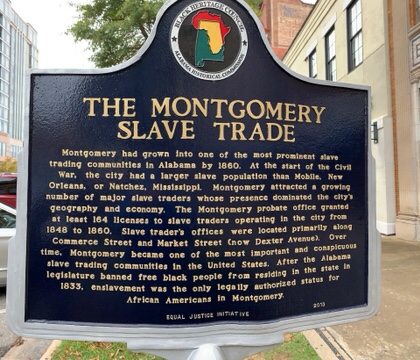 BLACK HERITAGE COUNCIL
ALABAMA HISTORICAL COMMISSION
THE MONTGOMERY
SLAVE TRADE
Montgomery had grown into one of the most prominent slave
trading communities in Alabama by 1860. At the start of the Civil
War, the city had a larger slave population than Mobile, New
Orleans, or Natchez, Mississippi. Montgomery attracted a growing
number of major slave traders whose presence dominated the city's
geography and economy. The Montgomery probate office granted
at least 164 licenses to slave traders operating in the city from
1848 to 1860. Slave trader's offices were located primarily along
Commerce Street and Market Street (now Dexter Avenue). Over
time, Montgomery became one of the most important and conspicuous
slave trading communities in the United States. After the Alabama
legislature banned free black people from residing in the state in
1833, enslavement was the only legally authorized status for
African Americans in Montgomery.
2013
EQUAL JUSTICE INITIATIVE